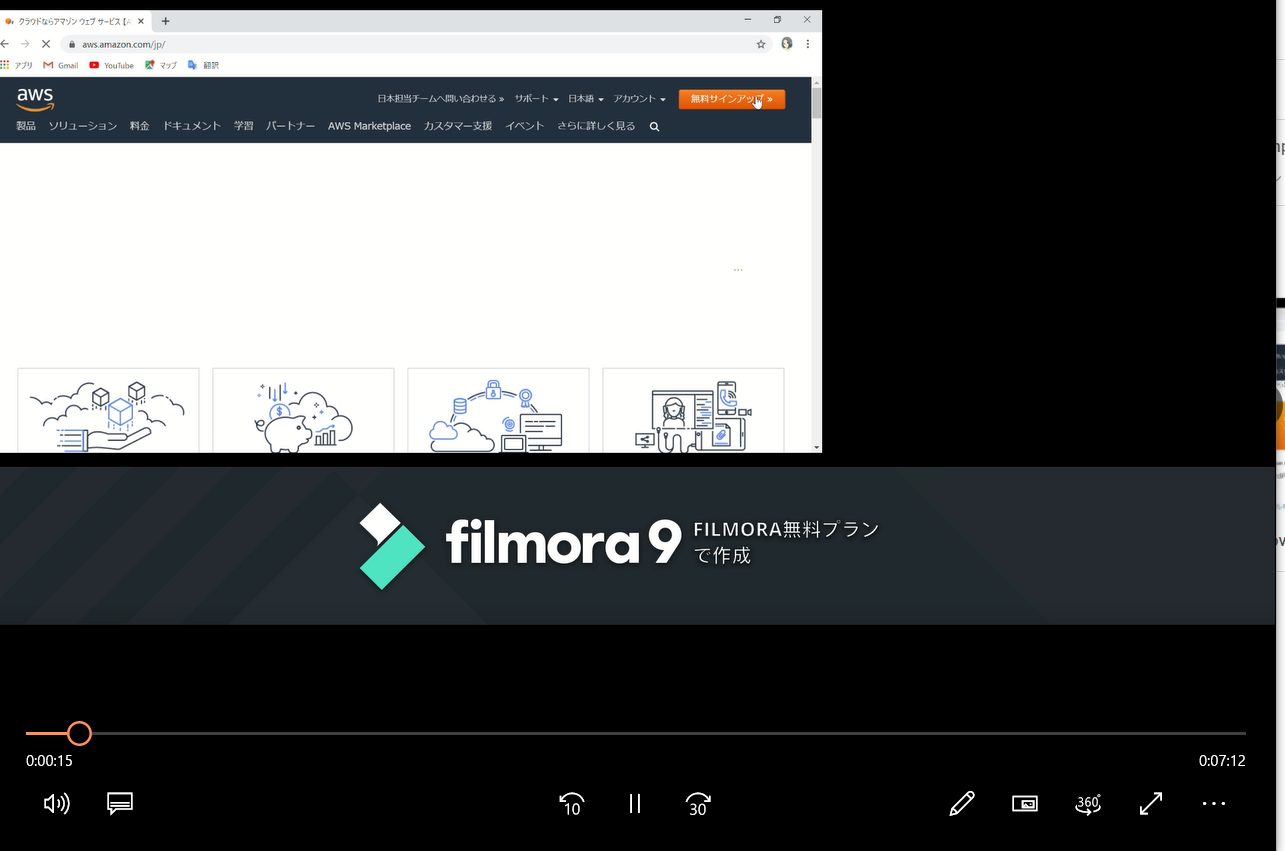 クラウドならアマゾン ウェブ サービス【A
aws.amazon.com/jp/
アプリ Gmail YouTube マップ 翻訳
aws
日本担当チームへ問い合わせる » サポート 日本語 アカウント 無料サインアップ »
製品 ソリューション 料金 ドキュメント 学習 パートナー AWS Marketplace カスタマー支援 イベント さらに詳しく見る
...
filmora 9
FILMORA無料プラン
で作成
0:00:15 0:07:12
10 30 360°